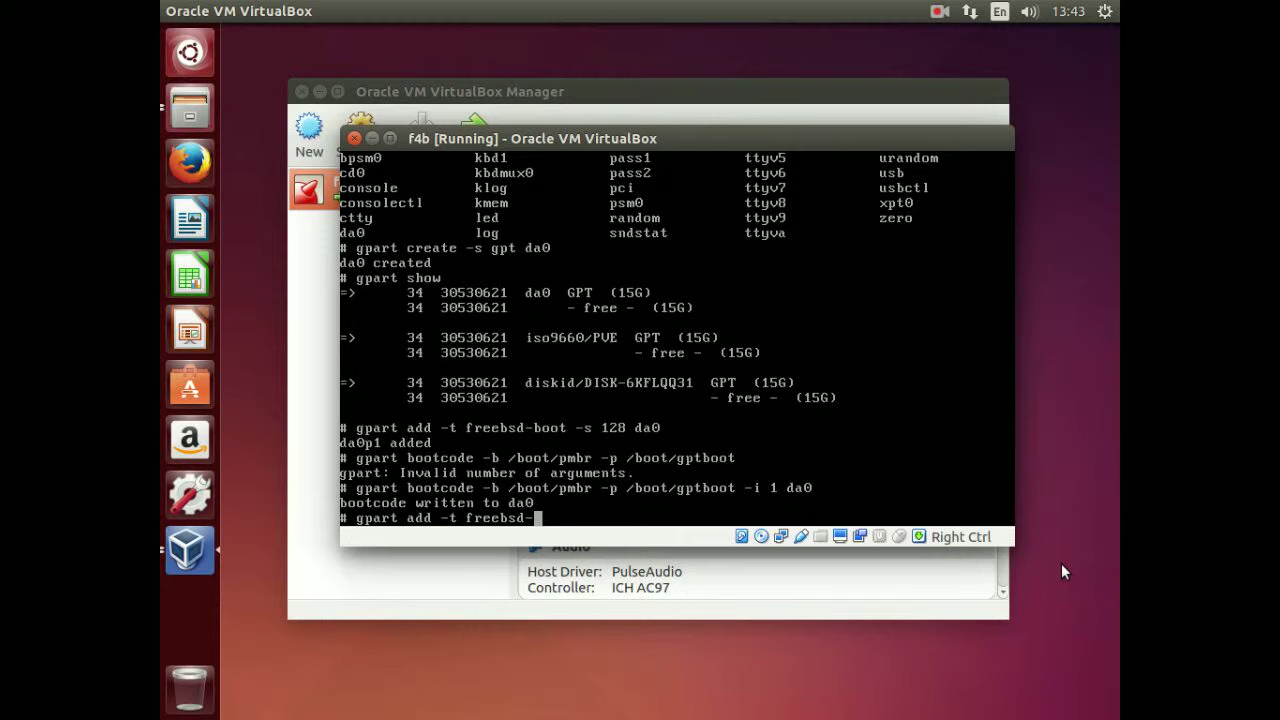 Oracle VM VirtualBox
En
13:43
Oracle VM VirtualBox Manager
New
f4b [Running] - Oracle VM VirtualBox
bpsm0 kbd1 pass1 ttyv5 urandom
cd0 kbdmux0 pass2 ttyv6 usb
console klog pci ttyv7 usbctl
consolectl kmem psm0 ttyv8 xpt0
ctty led random ttyv9 zero
da0 log sndstat ttyva
# gpart create -s gpt da0
da0 created
# gpart show
=> 34 30530621 da0 GPT (15G)
34 30530621 - free - (15G)
=> 34 30530621 iso9660/PVE GPT (15G)
34 30530621 - free - (15G)
=> 34 30530621 diskid/DISK-6KFLQQ31 GPT (15G)
34 30530621 - free - (15G)
# gpart add -t freebsd-boot -s 128 da0
da0p1 added
# gpart bootcode -b /boot/pmbr -p /boot/gptboot
gpart: Invalid number of arguments.
# gpart bootcode -b /boot/pmbr -p /boot/gptboot -i 1 da0
bootcode written to da0
# gpart add -t freebsd-
Right Ctrl
Audio
Host Driver: PulseAudio
Controller: ICH AC97